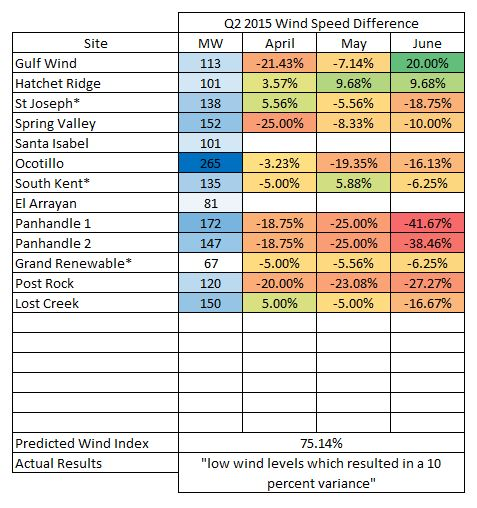 Q2 2015 Wind Speed Difference
Site MW April May June
Gulf Wind 113 -21.43% -7.14% 20.00%
Hatchet Ridge 101 3.57% 9.68% 9.68%
St Joseph* 138 5.56% -5.56% -18.75%
Spring Valley 152 -25.00% -8.33% -10.00%
Santa Isabel 101
Ocotillo 265 -3.23% -19.35% -16.13%
South Kent* 135 -5.00% 5.88% -6.25%
El Arrayan 81
Panhandle 1 172 -18.75% -25.00% -41.67%
Panhandle 2 147 -18.75% -25.00% -38.46%
Grand Renewable* 67 -5.00% -5.56% -6.25%
Post Rock 120 -20.00% -23.08% -27.27%
Lost Creek 150 5.00% -5.00% -16.67%
Predicted Wind Index 75.14%
Actual Results "low wind levels which resulted in a 10
percent variance"